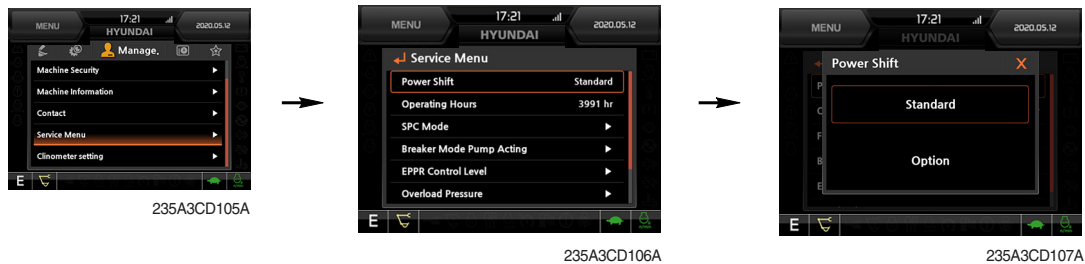 MENU
17:21
2020.05.12
HYUNDAI
Manage.
Machine Security
Machine Information
Contact
Service Menu
Clinometer setting
E
235A3CD105A
MENU
17:21
2020.05.12
HYUNDAI
Service Menu
Power Shift Standard
Operating Hours 3991 hr
SPC Mode
Breaker Mode Pump Acting
EPPR Control Level
Overload Pressure
E
235A3CD106A
MENU
17:21
2020.05.12
HYUNDAI
Power Shift X
Standard
Option
E
235A3CD107A